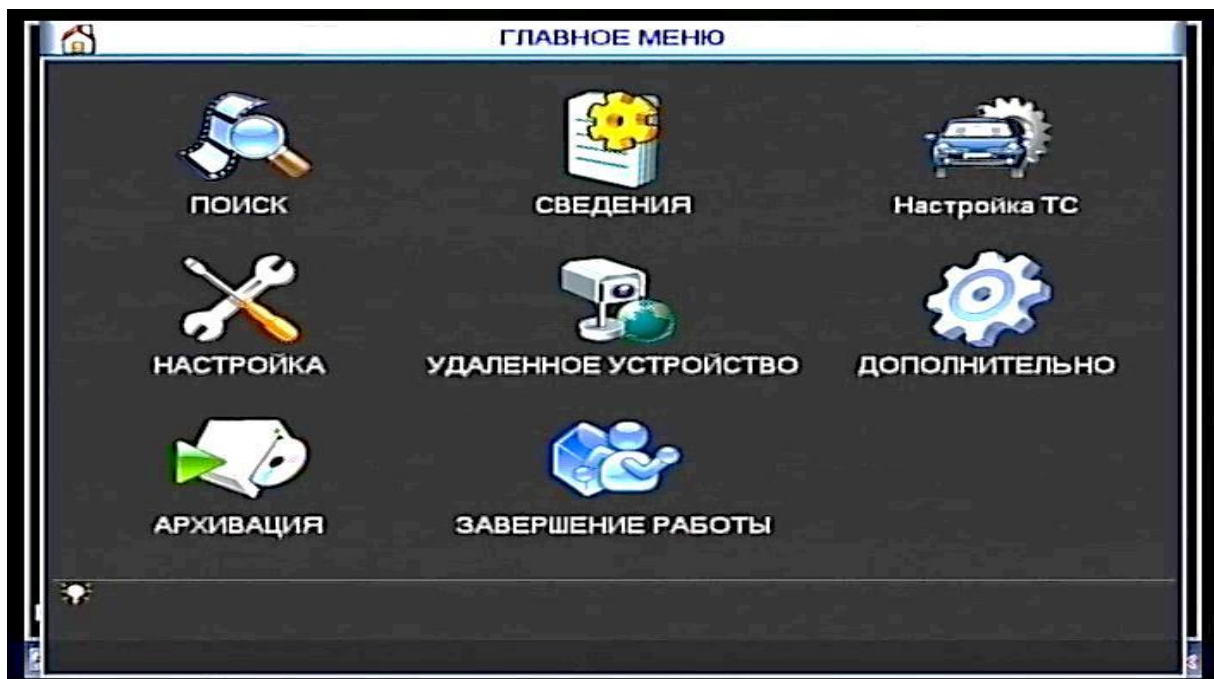 ГЛАВНОЕ МЕНЮ
ПОИСК
СВЕДЕНИЯ
Настройка ТС
НАСТРОЙКА
УДАЛЕННОЕ УСТРОЙСТВО
ДОПОЛНИТЕЛЬНО
АРХИВАЦИЯ
ЗАВЕРШЕНИЕ РАБОТЫ